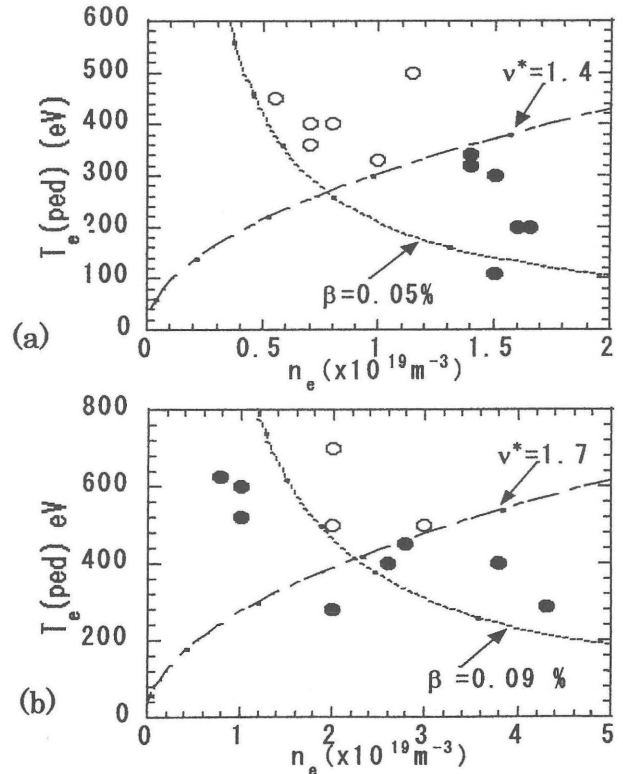 600
500
400
300
200
100
0
T_e(ped) (eV)
ν*=1.4
β=0.05%
(a)
0 0.5 1 1.5 2
n_e(x10^19 m^-3)
800
600
400
200
0
T_e(ped) eV
ν*=1.7
β =0.09 %
(b)
0 1 2 3 4 5
n_e(x10^19 m^-3)